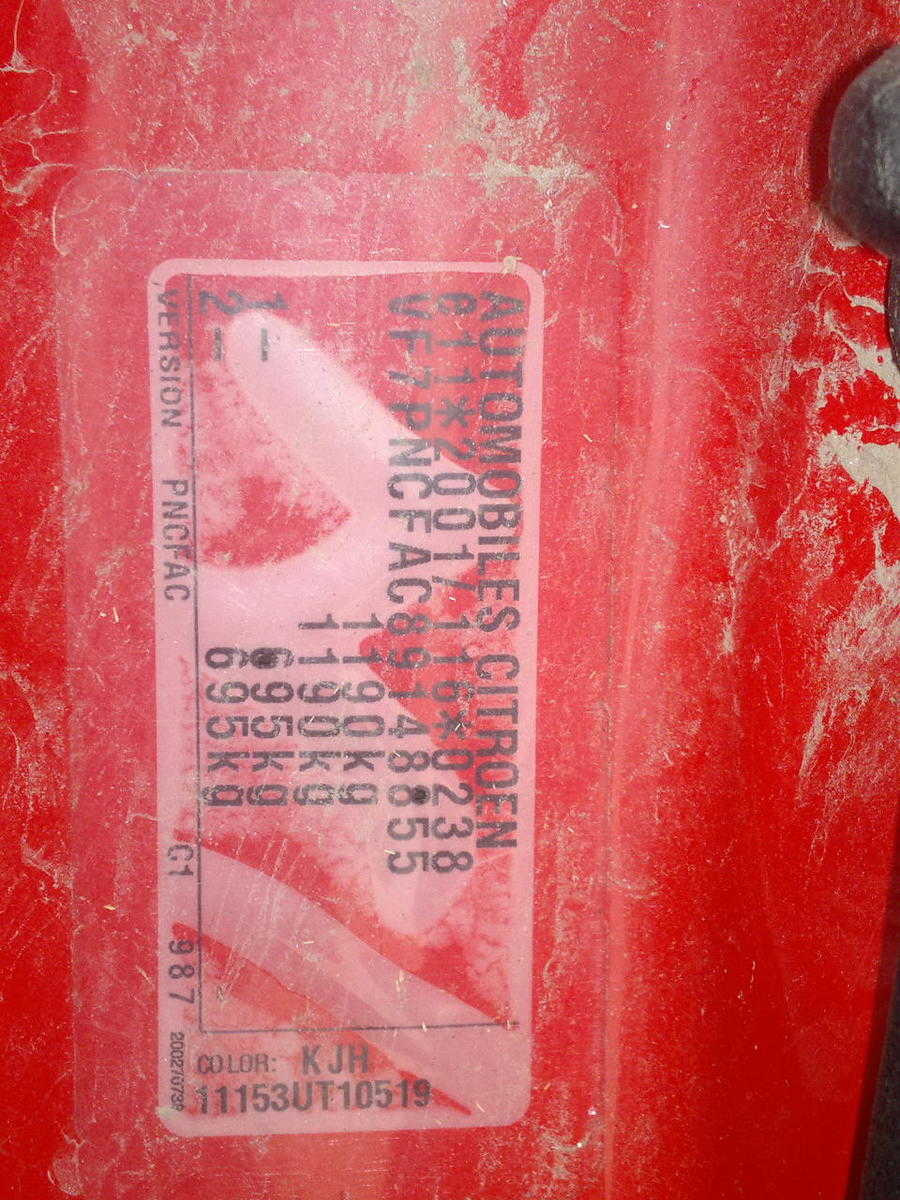 AUTOMOBILES CITROEN
e11*2001/116*0238
VF7PNCFAC89148855
1190kg
1190kg
1- 695kg
2- 695kg
VERSION PNCFAC C1 987
COLOR: KJH
11153UT10519